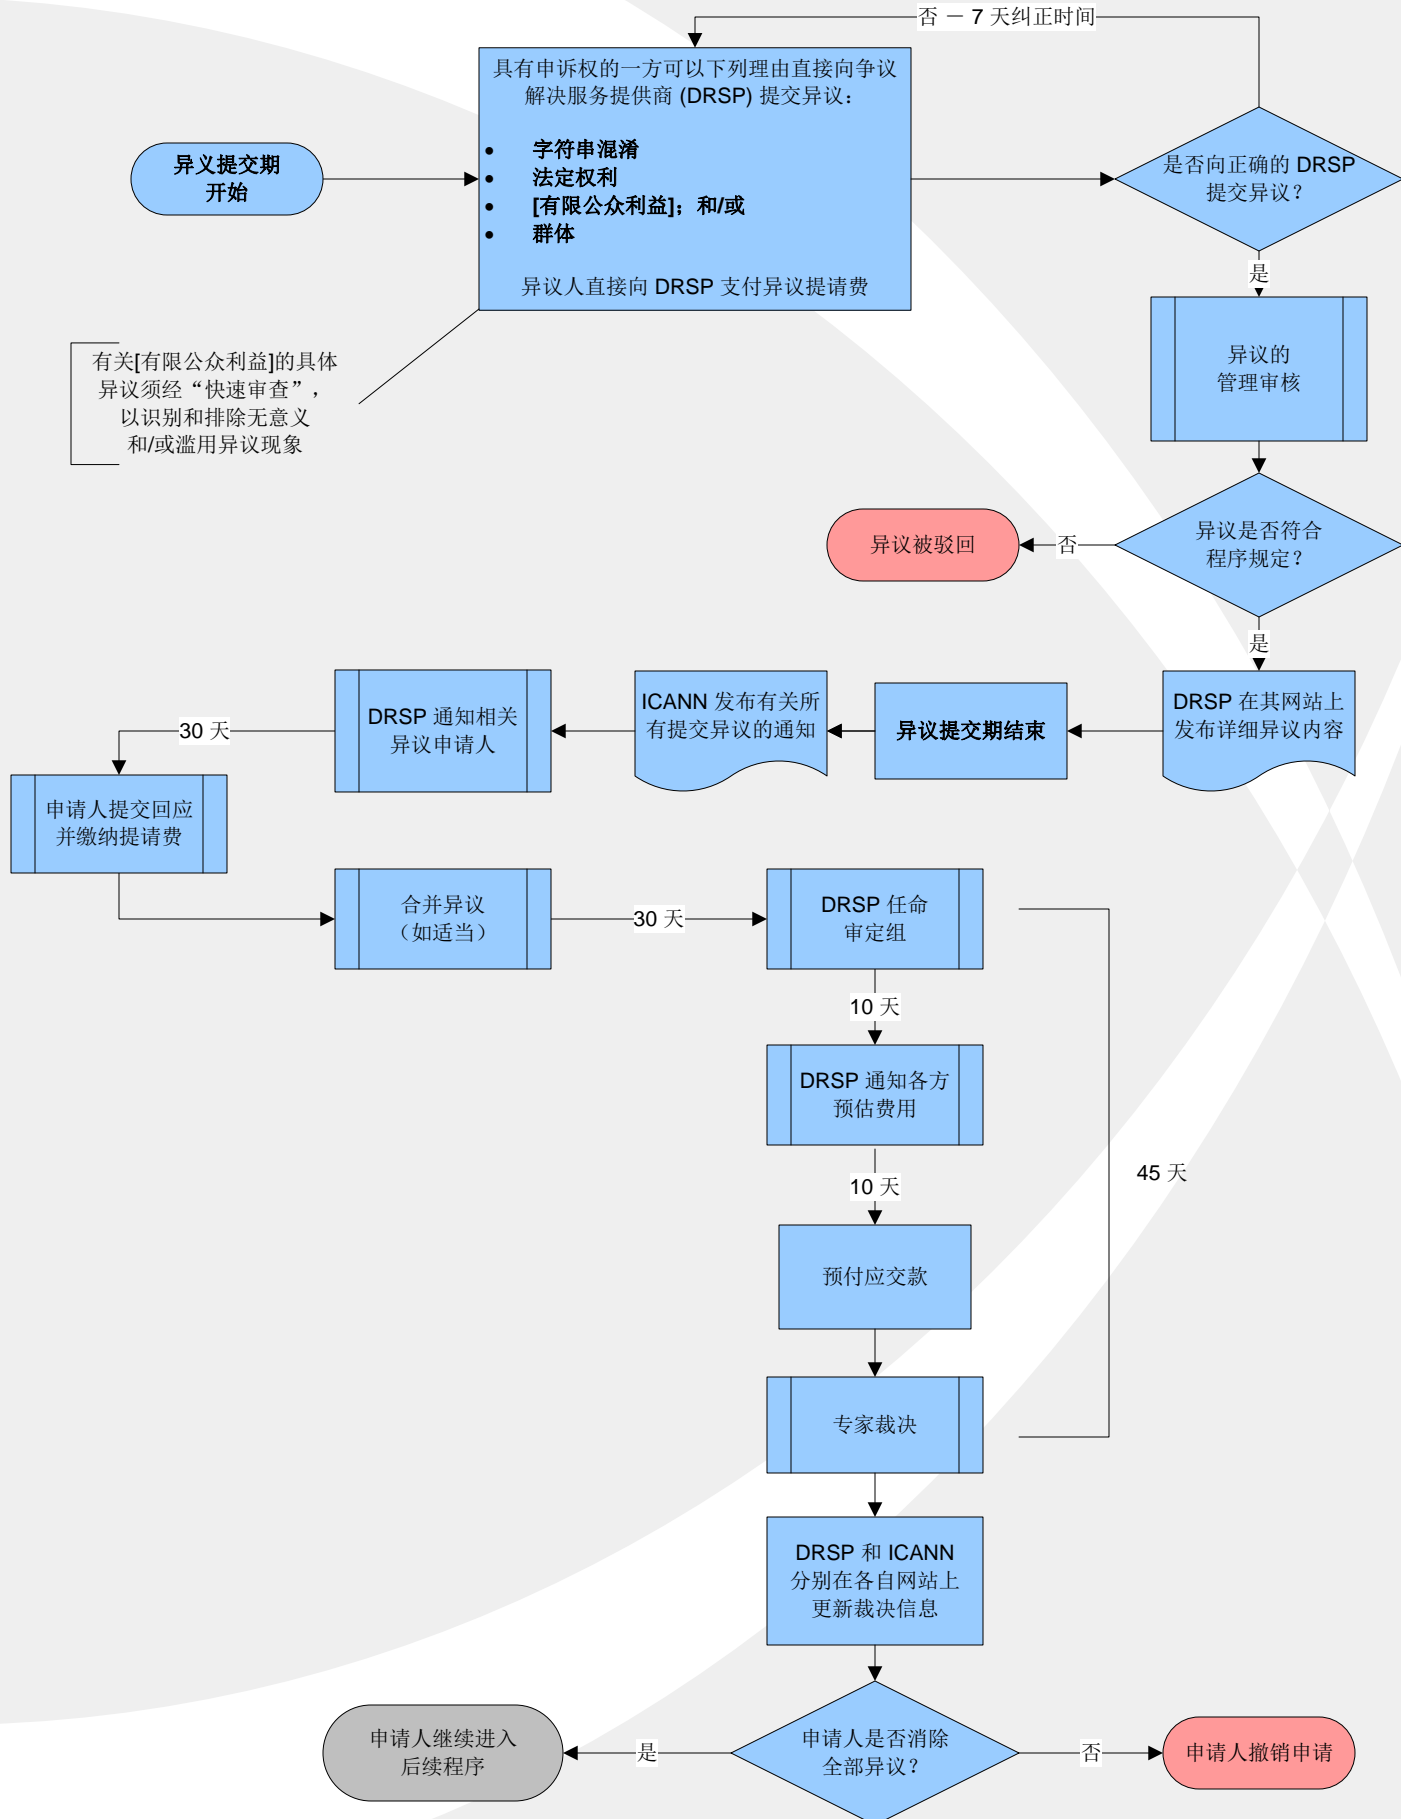 否 － 7 天纠正时间
具有申诉权的一方可以下列理由直接向争议
解决服务提供商 (DRSP) 提交异议：
• 字符串混淆
• 法定权利
• [有限公众利益]；和/或
• 群体
异议人直接向 DRSP 支付异议提请费
异义提交期
开始
是否向正确的 DRSP
提交异议？
是
有关[有限公众利益]的具体
异议须经“快速审查”，
以识别和排除无意义
和/或滥用异议现象
异议的
管理审核
异议是否符合
程序规定？
否
异议被驳回
是
DRSP 在其网站上
发布详细异议内容
异议提交期结束
ICANN 发布有关所
有提交异议的通知
DRSP 通知相关
异议申请人
30 天
申请人提交回应
并缴纳提请费
合并异议
（如适当）
30 天
DRSP 任命
审定组
10 天
DRSP 通知各方
预估费用
45 天
10 天
预付应交款
专家裁决
DRSP 和 ICANN
分别在各自网站上
更新裁决信息
申请人是否消除
全部异议？
是
申请人继续进入
后续程序
否
申请人撤销申请